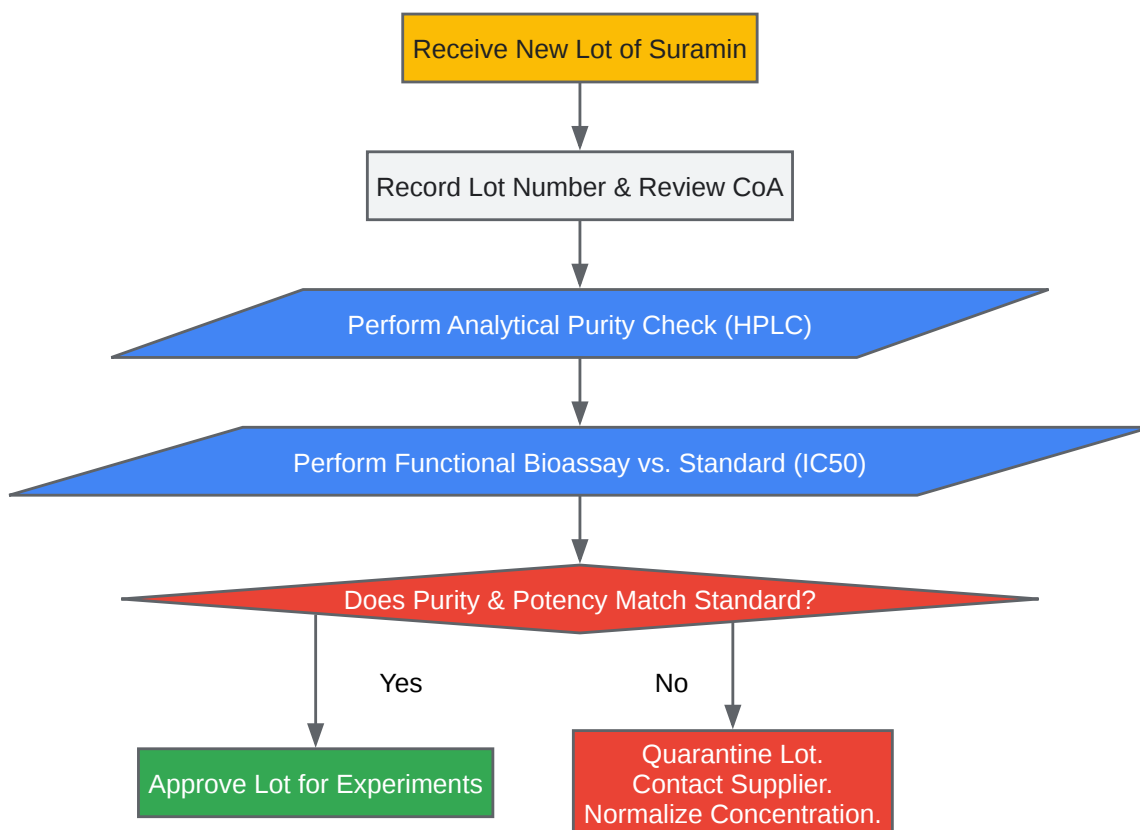 Receive New Lot of Suramin
Record Lot Number & Review CoA
Perform Analytical Purity Check (HPLC)
Perform Functional Bioassay vs. Standard (IC50)
Does Purity & Potency Match Standard?
Yes
No
Approve Lot for Experiments
Quarantine Lot.
Contact Supplier.
Normalize Concentration.